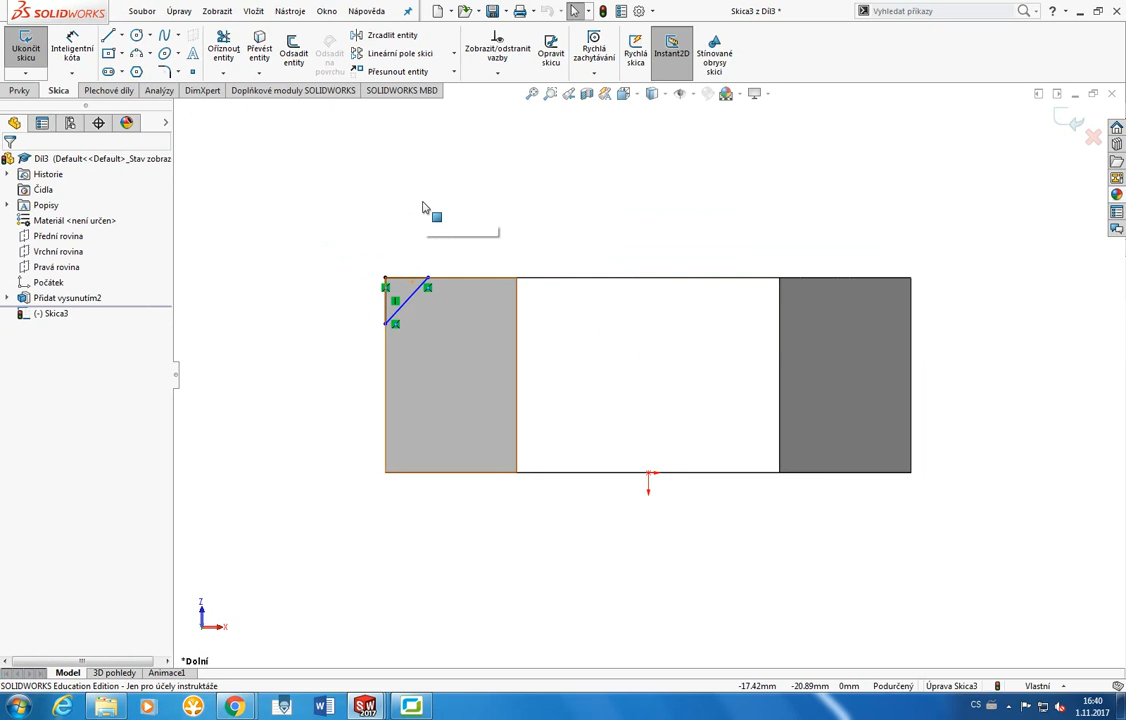 SOLIDWORKS
Soubor Úpravy Zobrazit Vložit Nástroje Okno Nápověda
Skica3 z Díl3 *
Vyhledat příkazy
Ukončit skicu
Inteligentní kóta
Oříznout entity
Převést entity
Odsadit entity
Odsadit na povrchu
Zrcadlit entity
Lineární pole skici
Přesunout entity
Zobrazit/odstranit vazby
Opravit skicu
Rychlá zachytávání
Rychlá skica
Instant2D
Stínované obrysy skici
Prvky Skica Plechové díly Analýzy DimXpert Doplňkové moduly SOLIDWORKS SOLIDWORKS MBD
Díl3 (Default<<Default>_Stav zobraz
Historie
Čidla
Popisy
Materiál <není určen>
Přední rovina
Vrchní rovina
Pravá rovina
Počátek
Přidat vysunutím2
(-) Skica3
Z
X
*Dolní
Model 3D pohledy Animace1
SOLIDWORKS Education Edition - Jen pro účely instruktáže
-17.42mm -20.89mm 0mm Podurčený Úprava Skica3 Vlastní
SW 2017
CS
16:40
1.11.2017